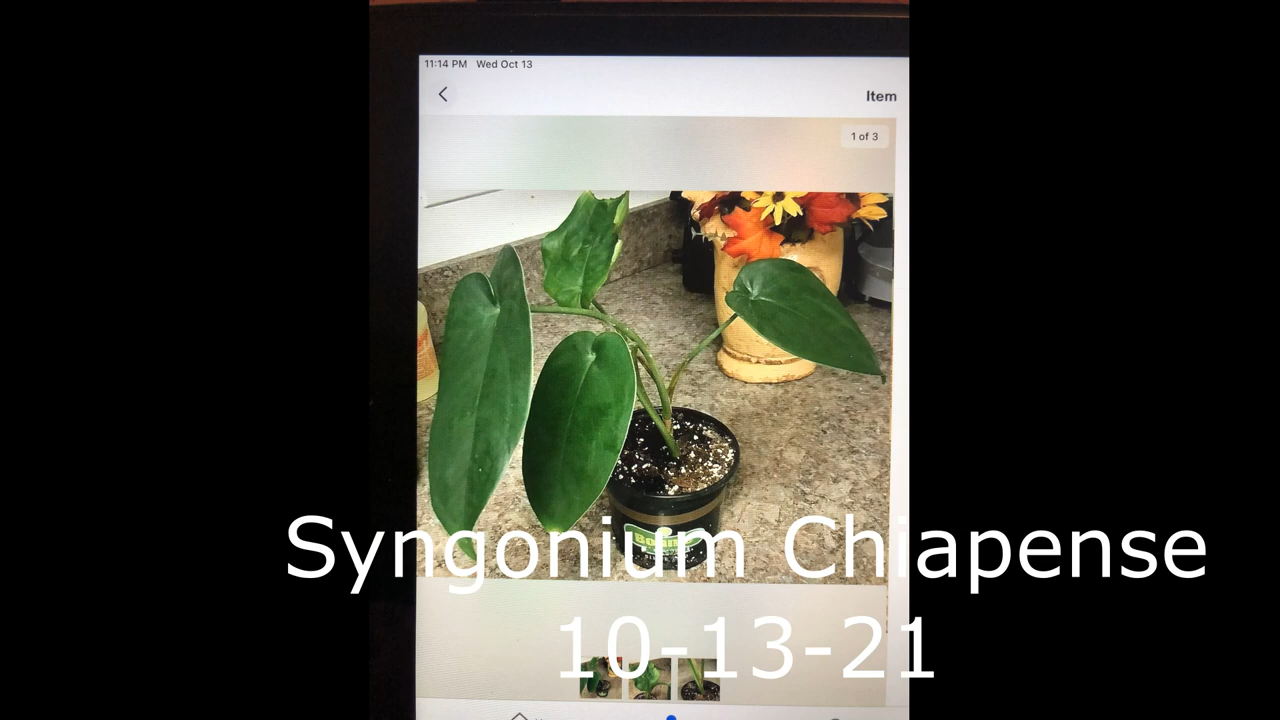 11:14 PM Wed Oct 13
Item
1 of 3
Syngonium Chiapense
10-13-21